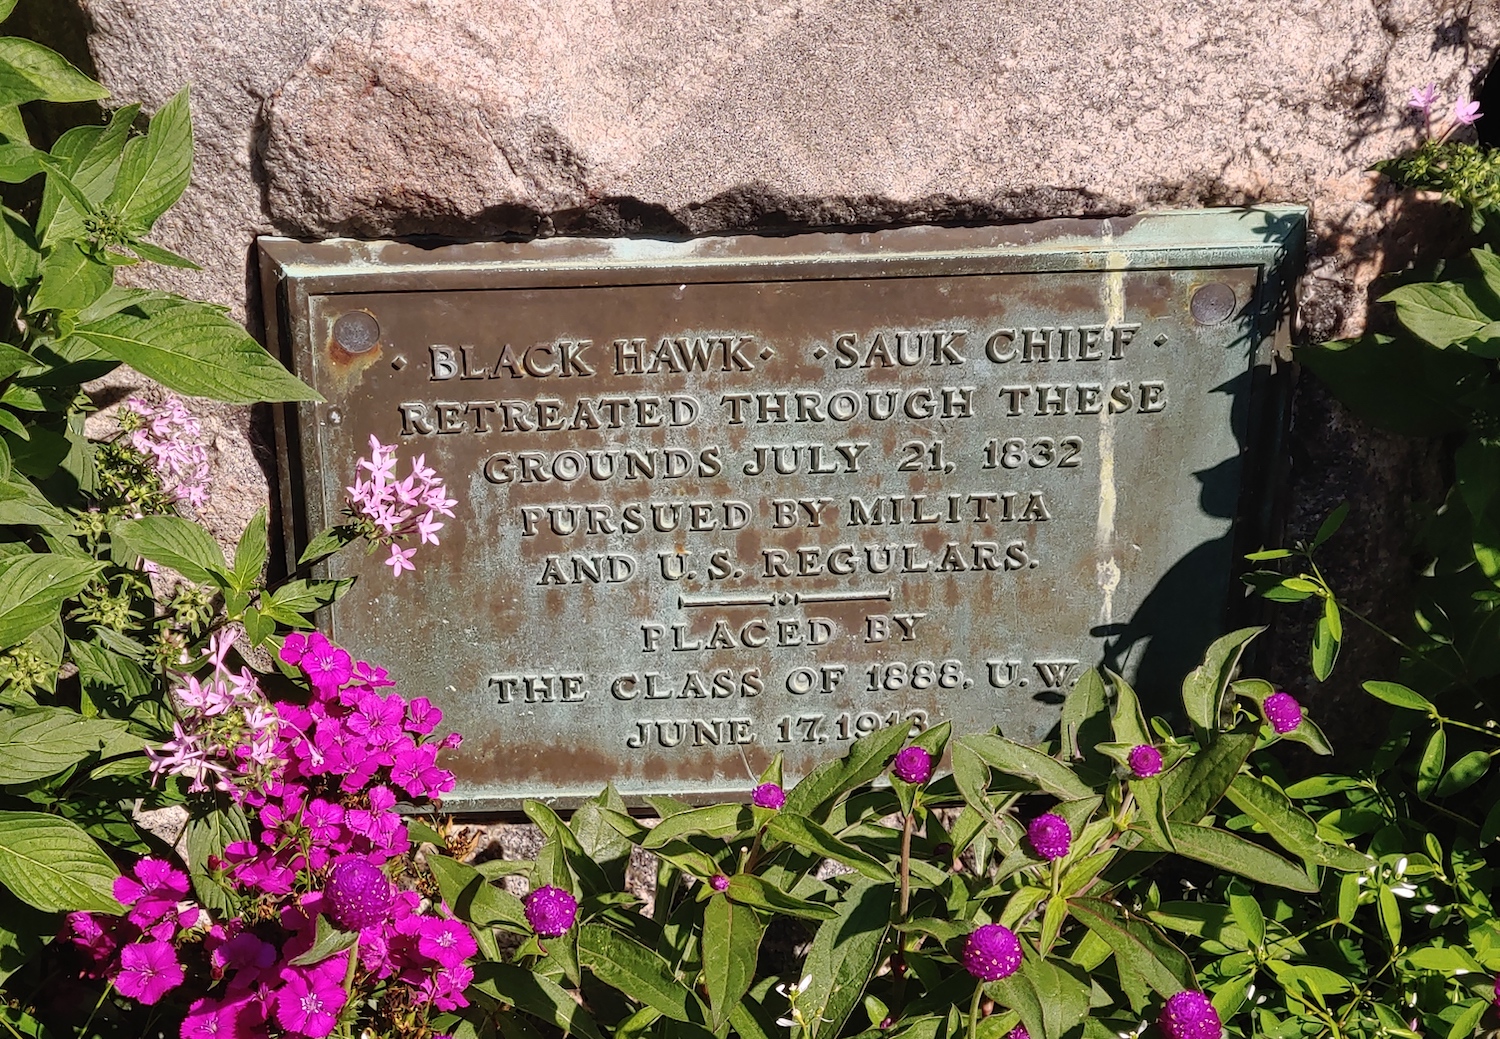 · BLACK HAWK · · SAUK CHIEF ·
RETREATED THROUGH THESE
GROUNDS JULY 21, 1832
PURSUED BY MILITIA
AND U.S. REGULARS.
PLACED BY
THE CLASS OF 1888, U.W.
JUNE 17, 1913